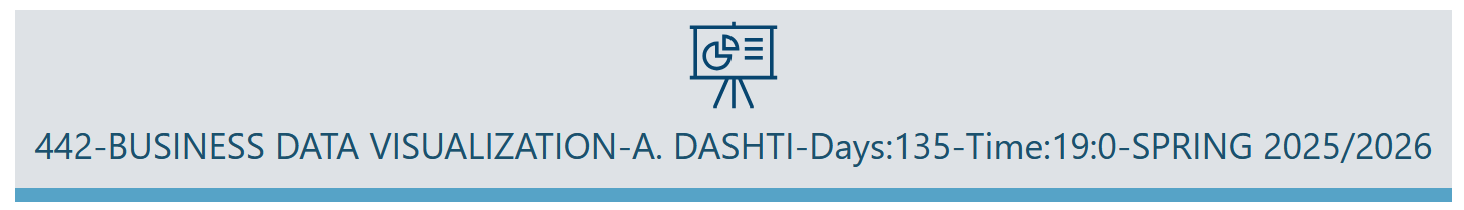 442-BUSINESS DATA VISUALIZATION-A. DASHTI-Days:135-Time:19:0-SPRING 2025/2026